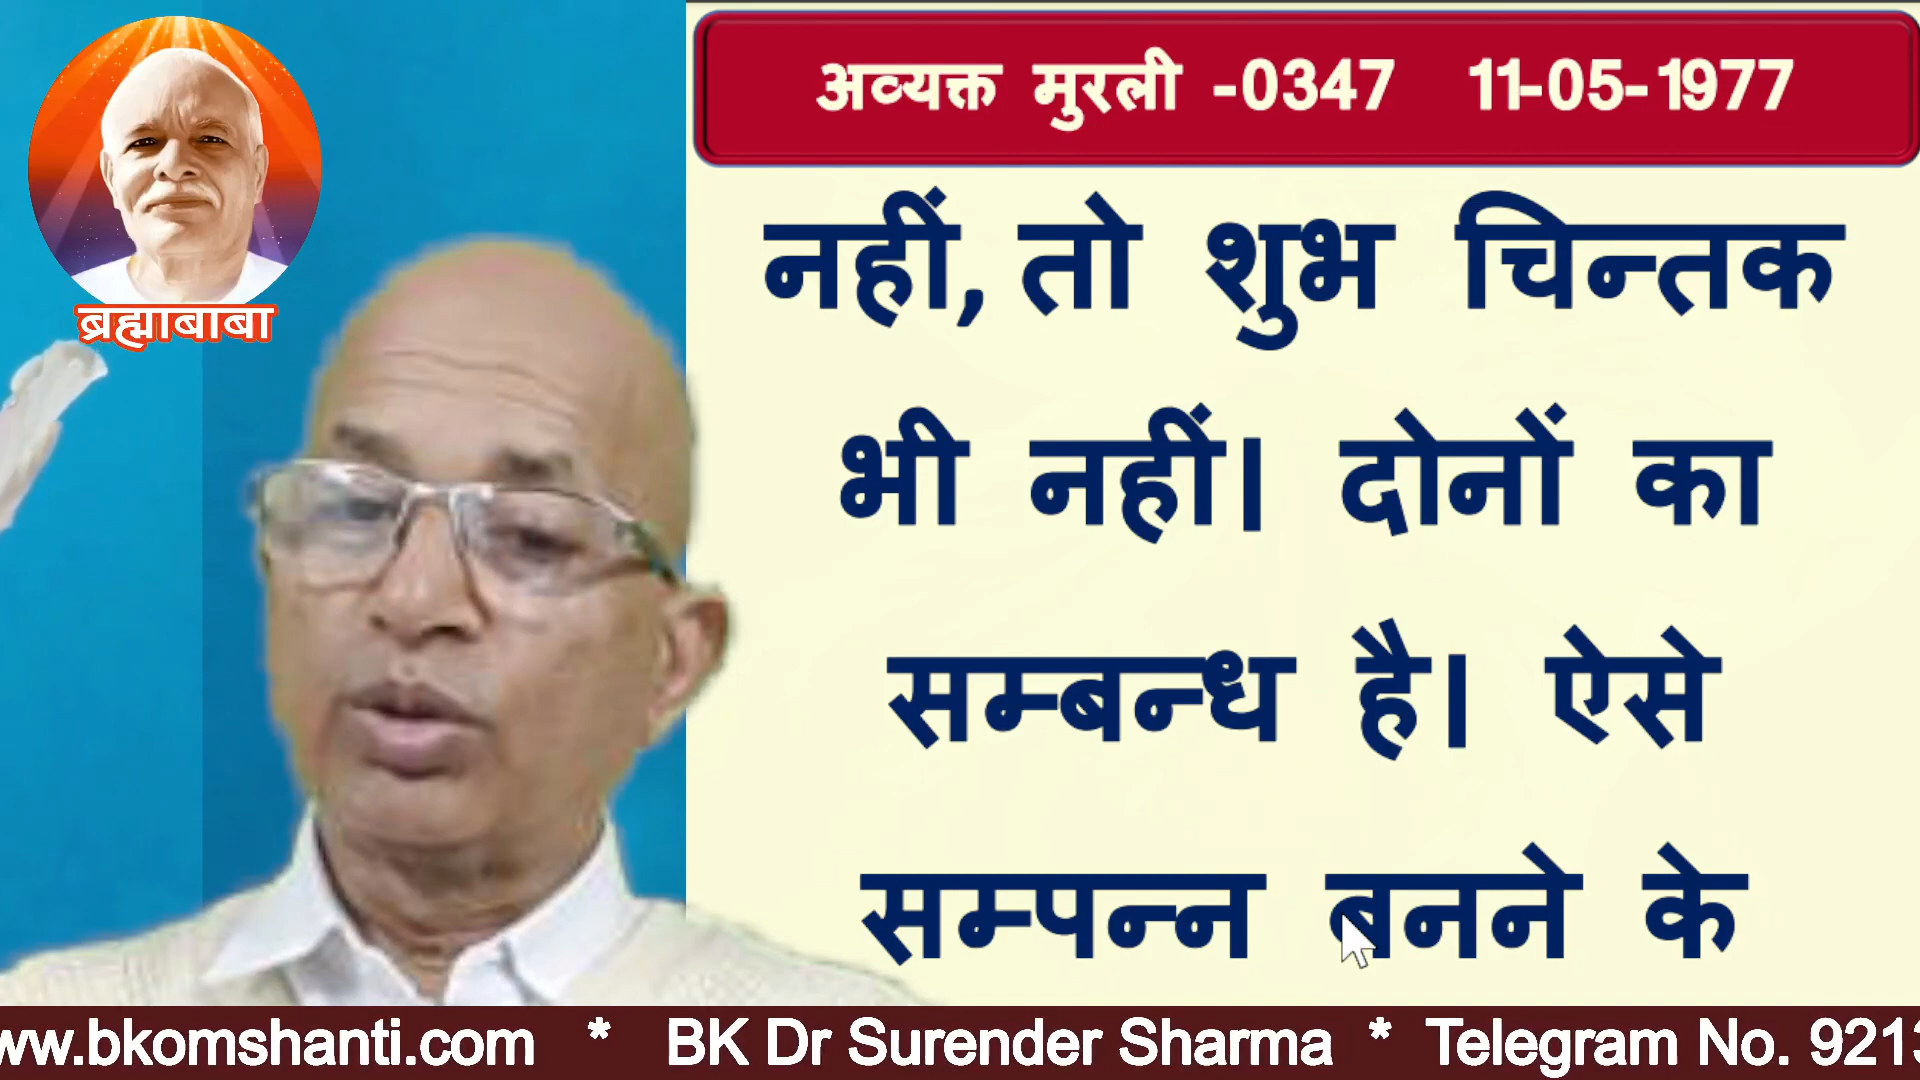 अव्यक्त मुरली -0347 11-05-1977
नहीं, तो शुभ चिन्तक
भी नहीं। दोनों का
सम्बन्ध है। ऐसे
सम्पन्न बनने के
ब्रह्माबाबा
ww.bkomshanti.com * BK Dr Surender Sharma * Telegram No. 9213